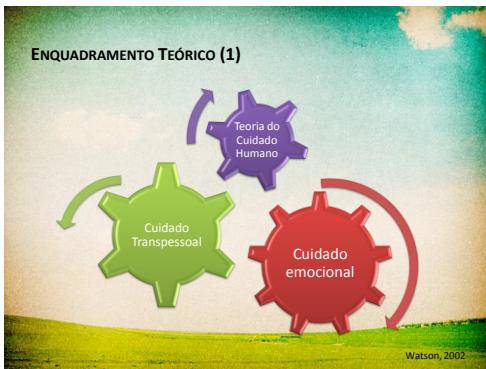 ENQUADRAMENTO TEÓRICO (1)
Teoria do
Cuidado
Humano
Cuidado
Transpessoal
Cuidado
emocional
Watson, 2002